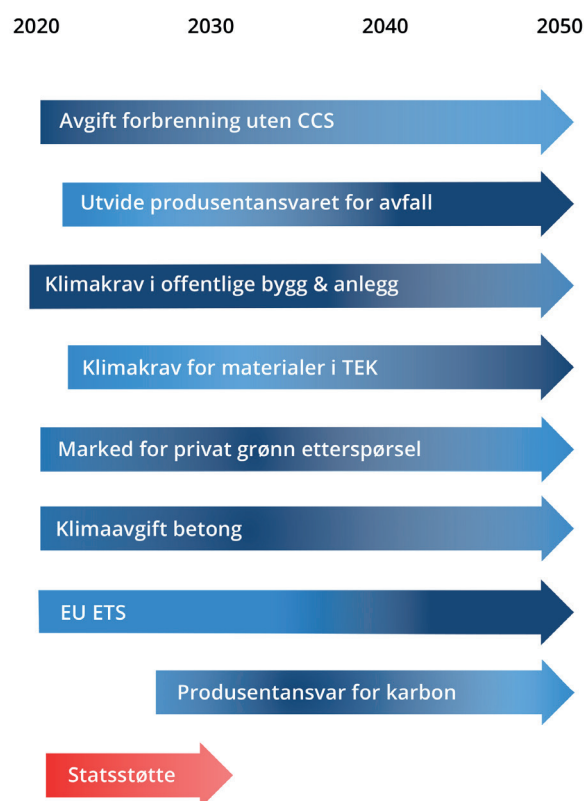 2020 2030 2040 2050
Avgift forbrenning uten CCS
Utvide produsentansvaret for avfall
Klimakrav i offentlige bygg & anlegg
Klimakrav for materialer i TEK
Marked for privat grønn etterspørsel
Klimaavgift betong
EU ETS
Produsentansvar for karbon
Statsstøtte